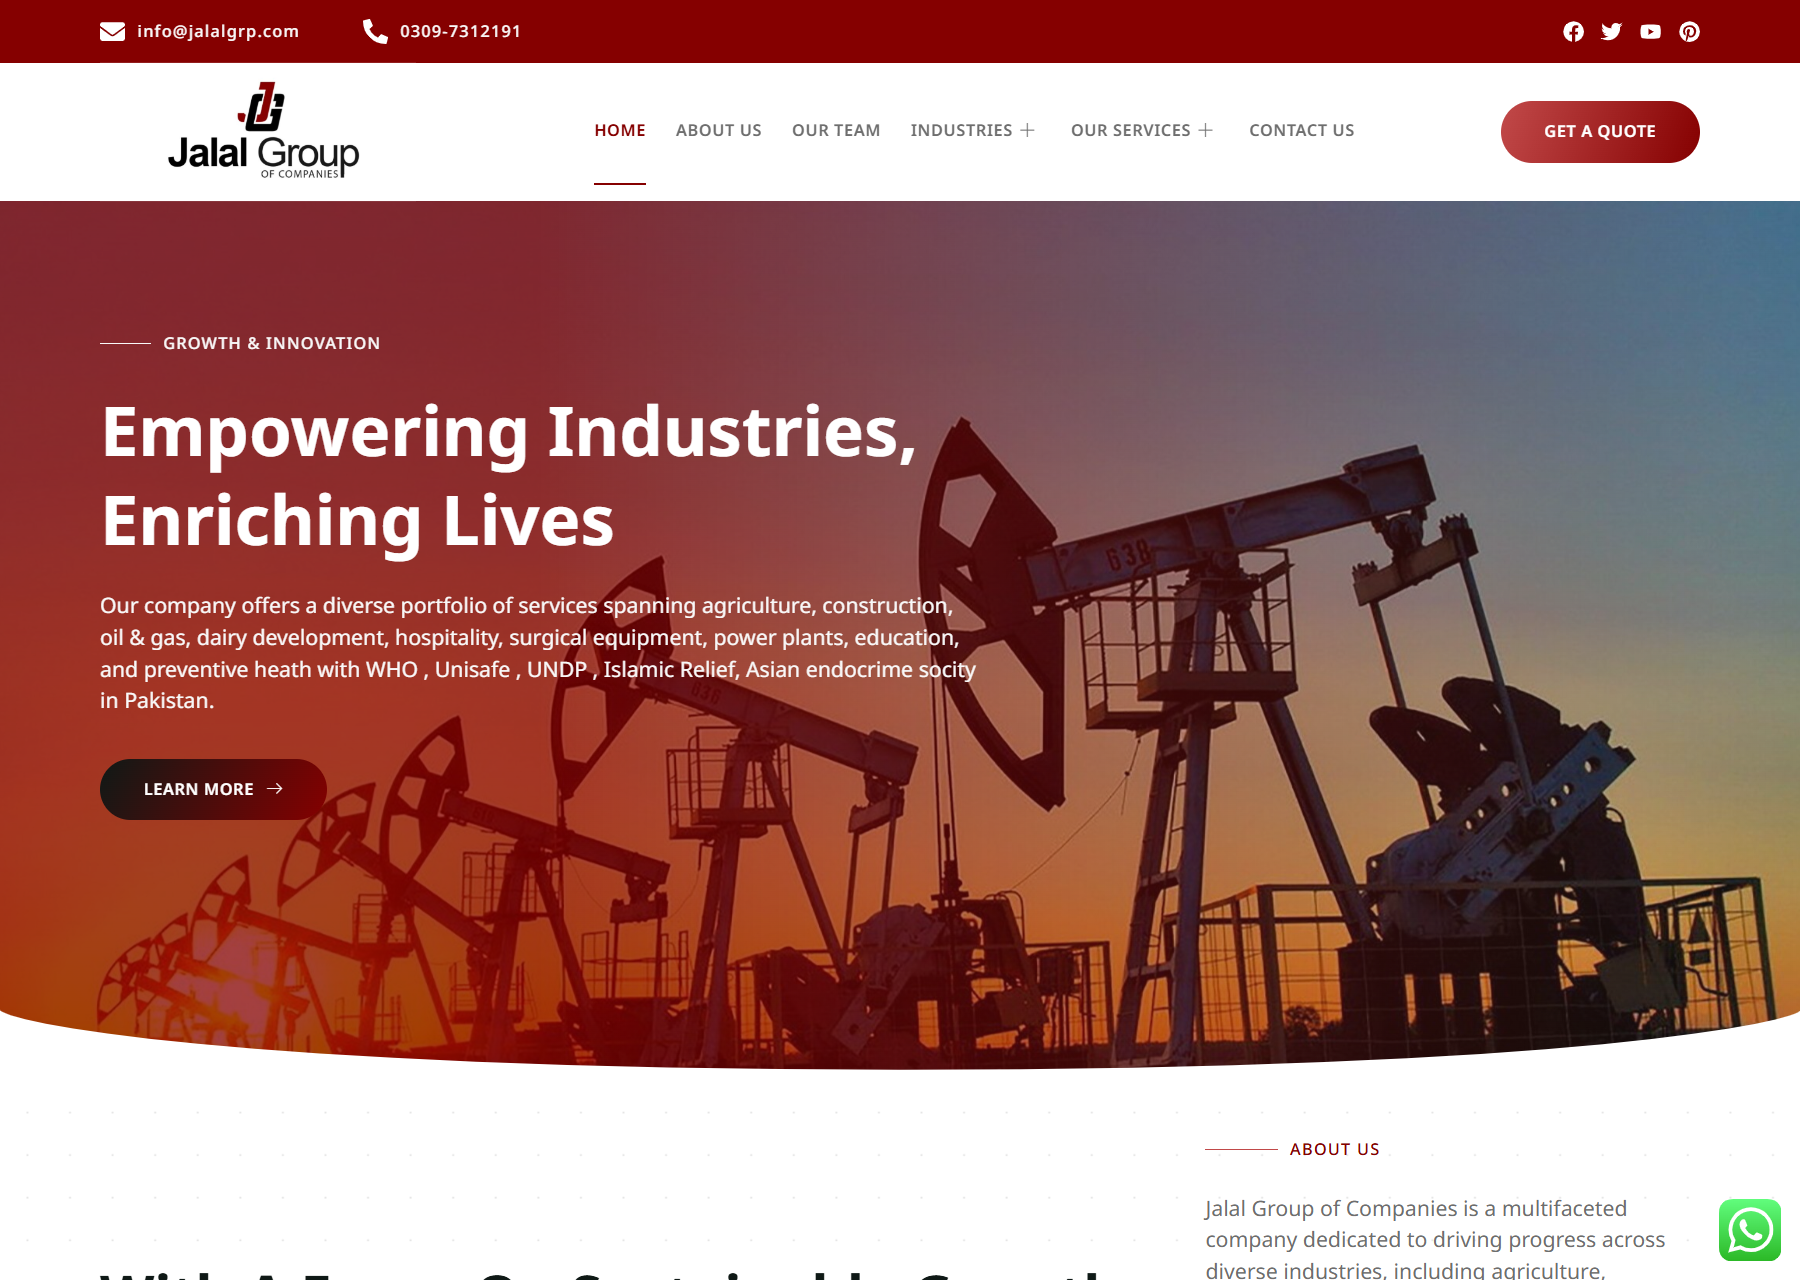 info@jalalgrp.com
0309-7312191
Jalal Group
OF COMPANIES
HOME
ABOUT US
OUR TEAM
INDUSTRIES
OUR SERVICES
CONTACT US
GET A QUOTE
GROWTH & INNOVATION
Empowering Industries,
Enriching Lives
Our company offers a diverse portfolio of services spanning agriculture, construction,
oil & gas, dairy development, hospitality, surgical equipment, power plants, education,
and preventive heath with WHO , Unisafe , UNDP , Islamic Relief, Asian endocrime socity
in Pakistan.
LEARN MORE
638
636
ABOUT US
Jalal Group of Companies is a multifaceted
company dedicated to driving progress across
diverse industries, including agriculture,